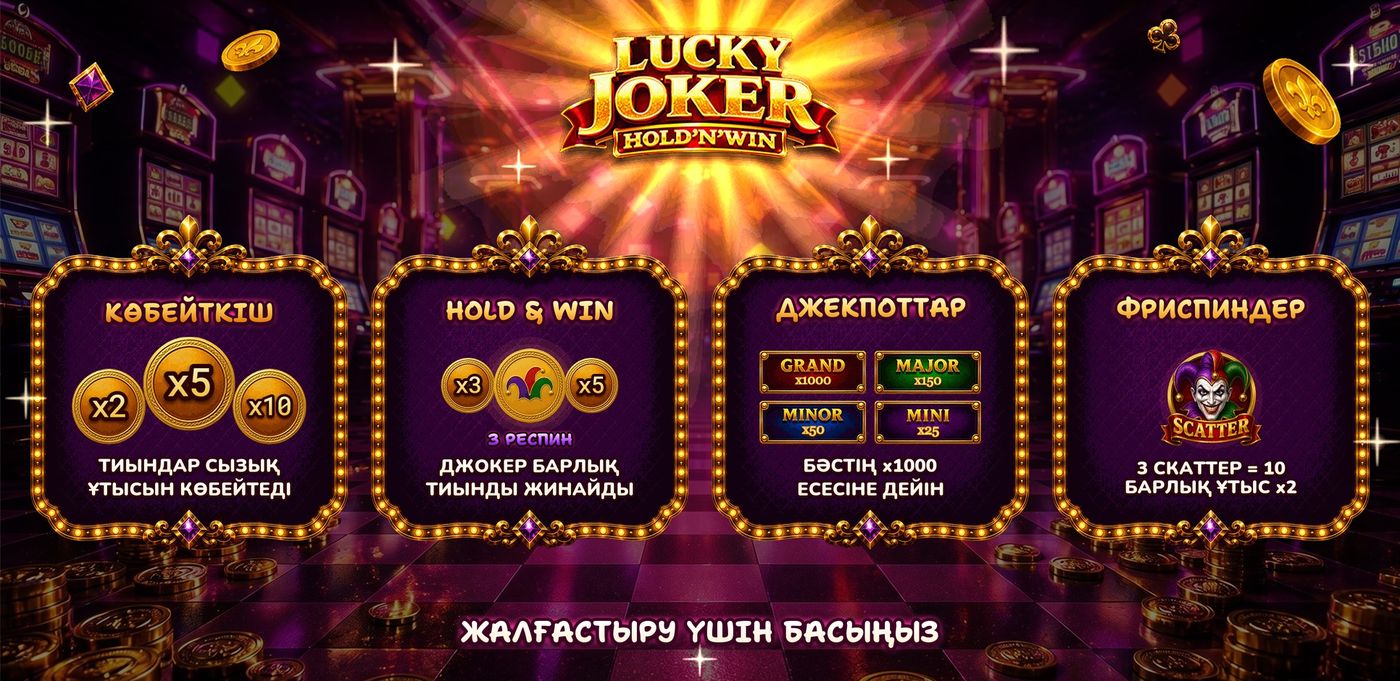 LUCKY
JOKER
HOLD'N'WIN
КӨБЕЙТКІШ
x2
x5
x10
ТИЫНДАР СЫЗЫҚ
ҰТЫСЫН КӨБЕЙТЕДІ
HOLD & WIN
x3
x5
3 РЕСПИН
ДЖОКЕР БАРЛЫҚ
ТИЫНДЫ ЖИНАЙДЫ
ДЖЕКПОТТАР
GRAND
x1000
MAJOR
x150
MINOR
x50
MINI
x25
БӘСТІҢ x1000
ЕСЕСІНЕ ДЕЙІН
ФРИСПИНДЕР
SCATTER
3 СКАТТЕР = 10
БАРЛЫҚ ҰТЫС x2
ЖАЛҒАСТЫРУ ҮШІН БАСЫҢЫЗ